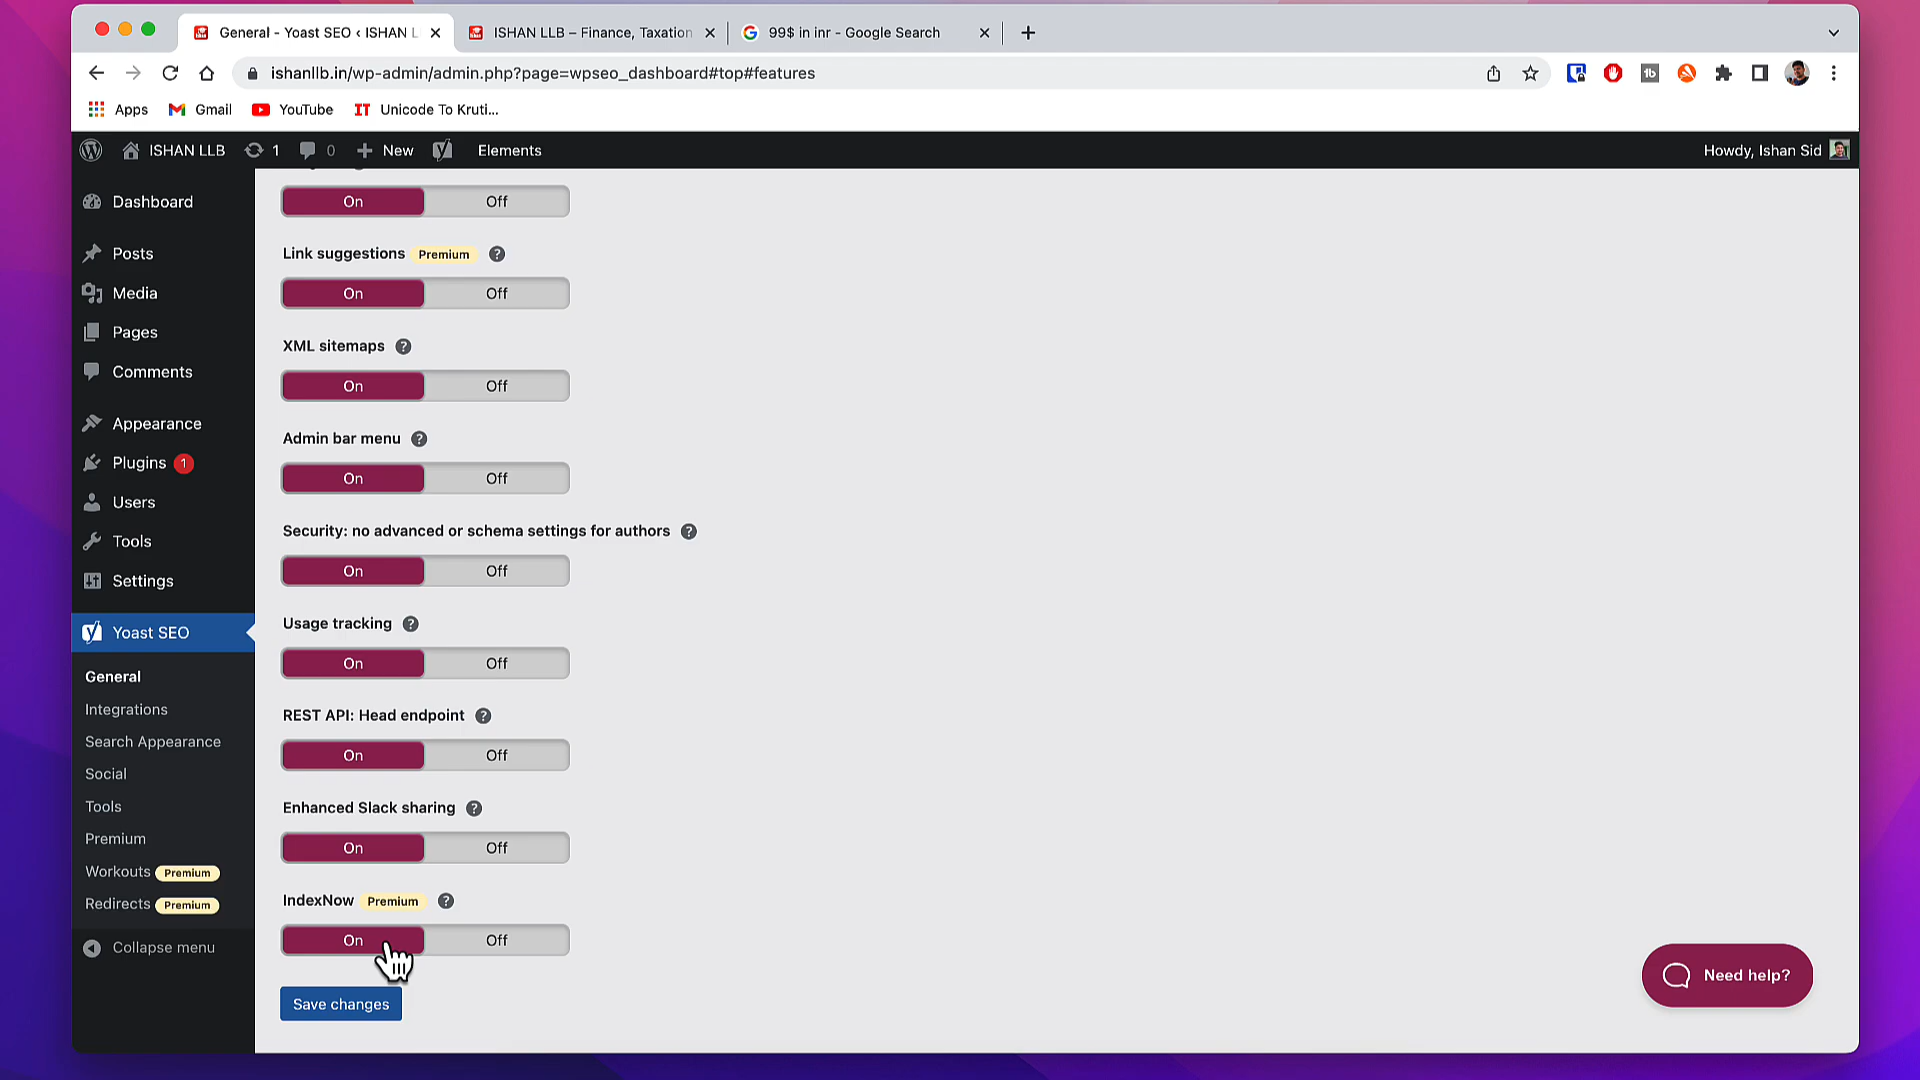 General - Yoast SEO ‹ ISHAN L
ISHAN LLB – Finance, Taxation
99$ in inr - Google Search
ishanllb.in/wp-admin/admin.php?page=wpseo_dashboard#top#features
Apps
Gmail
YouTube
IT Unicode To Kruti...
ISHAN LLB
1
0
New
Elements
Howdy, Ishan Sid
Dashboard
Posts
Media
Pages
Comments
Appearance
Plugins 1
Users
Tools
Settings
Yoast SEO
General
Integrations
Search Appearance
Social
Tools
Premium
Workouts Premium
Redirects Premium
Collapse menu
On Off
Link suggestions Premium ?
On Off
XML sitemaps ?
On Off
Admin bar menu ?
On Off
Security: no advanced or schema settings for authors ?
On Off
Usage tracking ?
On Off
REST API: Head endpoint ?
On Off
Enhanced Slack sharing ?
On Off
IndexNow Premium ?
On Off
Save changes
Need help?